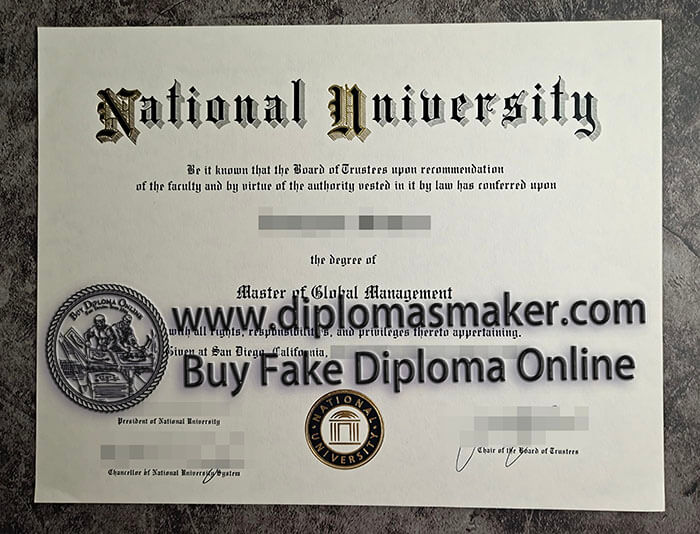 National University
Be it known that the Board of Trustees upon recommendation
of the faculty and by virtue of the authority vested in it by law has conferred upon
the degree of
Master of Global Management
www.diplomasmaker.com
with all rights, responsibilities, and privileges thereto appertaining.
Given at San Diego, California,
Buy Fake Diploma Online
BUY DIPLOMA ONLINE
President of National University
NATIONAL
UNIVERSITY
Chair of the Board of Trustees
Chancellor of National University System